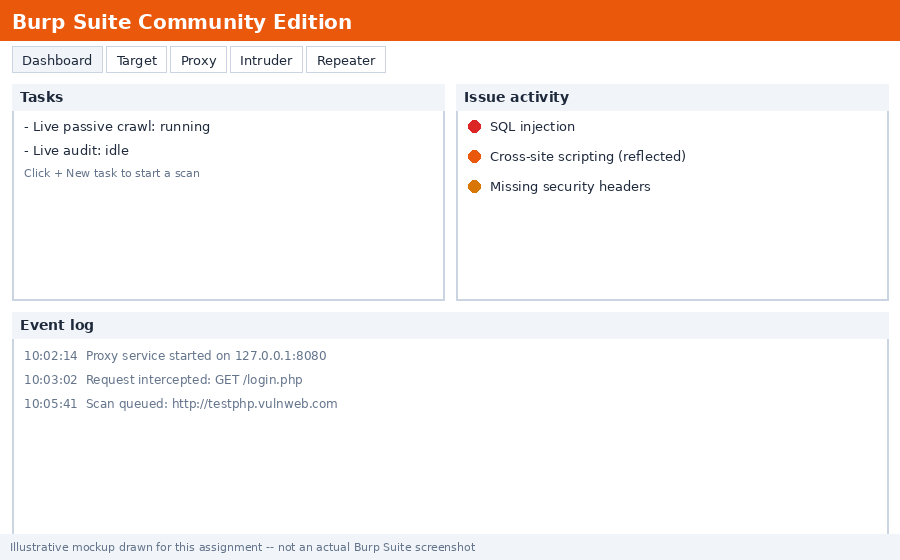 Burp Suite Community Edition
Dashboard Target Proxy Intruder Repeater
Tasks
- Live passive crawl: running
- Live audit: idle
Click + New task to start a scan
Issue activity
SQL injection
Cross-site scripting (reflected)
Missing security headers
Event log
10:02:14 Proxy service started on 127.0.0.1:8080
10:03:02 Request intercepted: GET /login.php
10:05:41 Scan queued: http://testphp.vulnweb.com
Illustrative mockup drawn for this assignment -- not an actual Burp Suite screenshot